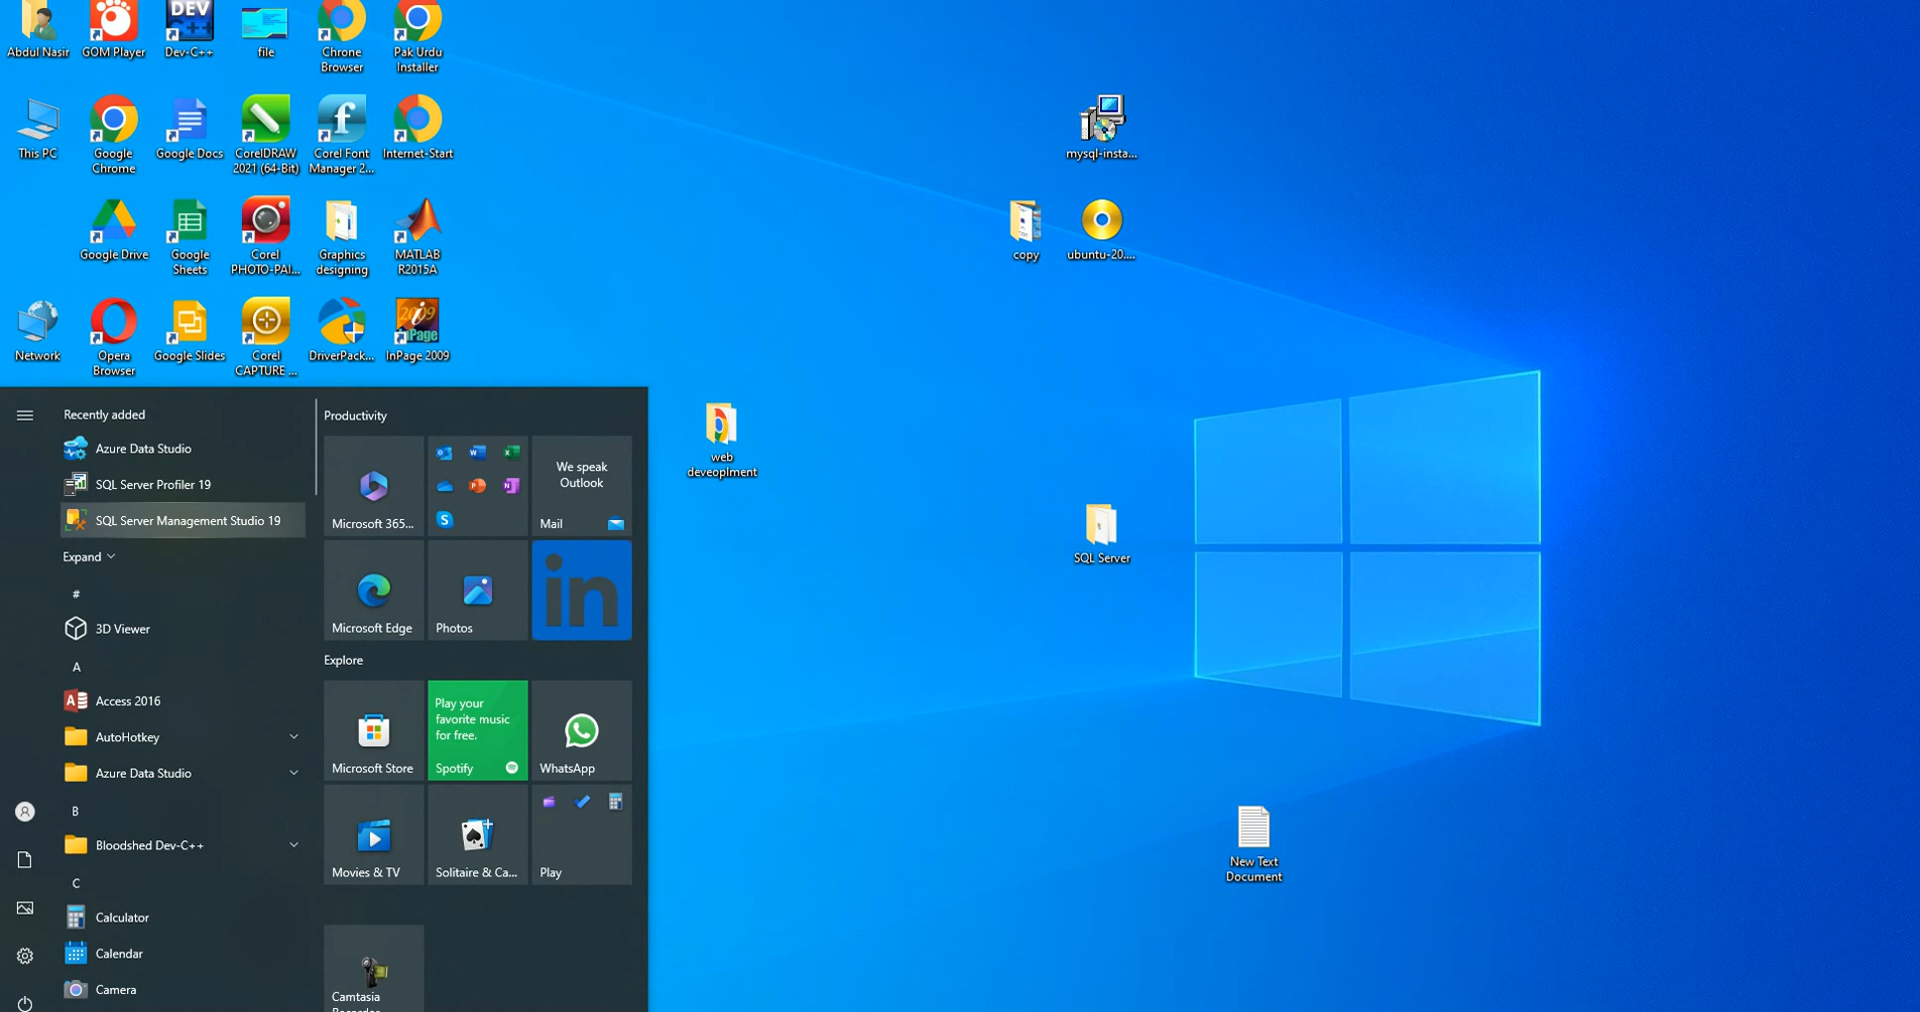 Abdul Nasir
GOM Player
DEV
C++
Dev-C++
file
Chrone
Browser
Pak Urdu
Installer
This PC
Google
Chrome
Google Docs
CorelDRAW
2021 (64-Bit)
f
Corel Font
Manager 2...
Internet-Start
mysql-insta...
Google Drive
Google
Sheets
Corel
PHOTO-PAI...
Graphics
designing
MATLAB
R2015A
copy
ubuntu-20....
Network
Opera
Browser
Google Slides
Corel
CAPTURE ...
DriverPack...
2009
InPage
InPage 2009
Recently added
Azure Data Studio
SQL Server Profiler 19
SQL Server Management Studio 19
Expand
#
3D Viewer
A
Access 2016
AutoHotkey
Azure Data Studio
B
Bloodshed Dev-C++
C
Calculator
Calendar
Camera
Productivity
Microsoft 365...
We speak
Outlook
Mail
Microsoft Edge
Photos
in
Explore
Microsoft Store
Play your
favorite music
for free.
Spotify
WhatsApp
Movies & TV
Solitaire & Ca...
Play
Camtasia
Recorder
web
deveoplment
SQL Server
New Text
Document